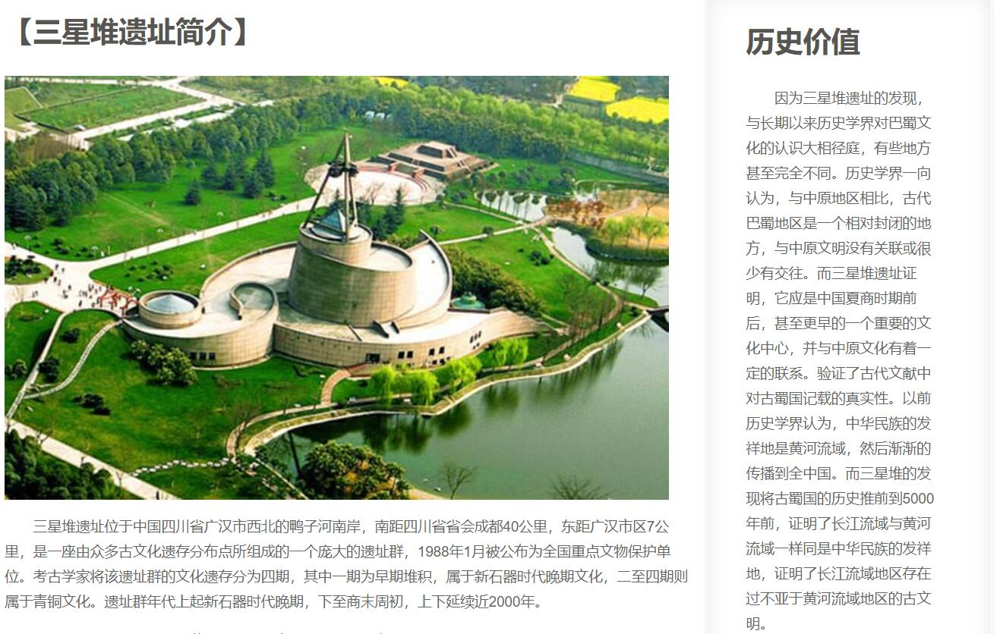 【三星堆遗址简介】
三星堆遗址位于中国四川省广汉市西北的鸭子河南岸，南距四川省省会成都40公里，东距广汉市区7公
里，是一座由众多古文化遗存分布点所组成的一个庞大的遗址群，1988年1月被公布为全国重点文物保护单
位。考古学家将该遗址群的文化遗存分为四期，其中一期为早期堆积，属于新石器时代晚期文化，二至四期则
属于青铜文化。遗址群年代上起新石器时代晚期，下至商末周初，上下延续近2000年。
历史价值
因为三星堆遗址的发现，
与长期以来历史学界对巴蜀文
化的认识大相径庭，有些地方
甚至完全不同。历史学界一向
认为，与中原地区相比，古代
巴蜀地区是一个相对封闭的地
方，与中原文明没有关联或很
少有交往。而三星堆遗址证
明，它应是中国夏商时期前
后，甚至更早的一个重要的文
化中心，并与中原文化有着一
定的联系。验证了古代文献中
对古蜀国记载的真实性。以前
历史学界认为，中华民族的发
祥地是黄河流域，然后渐渐的
传播到全中国。而三星堆的发
现将古蜀国的历史推前到5000
年前，证明了长江流域与黄河
流域一样同是中华民族的发祥
地，证明了长江流域地区存在
过不亚于黄河流域地区的古文
明。